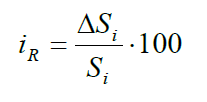 i_R = ΔS_i / S_i · 100